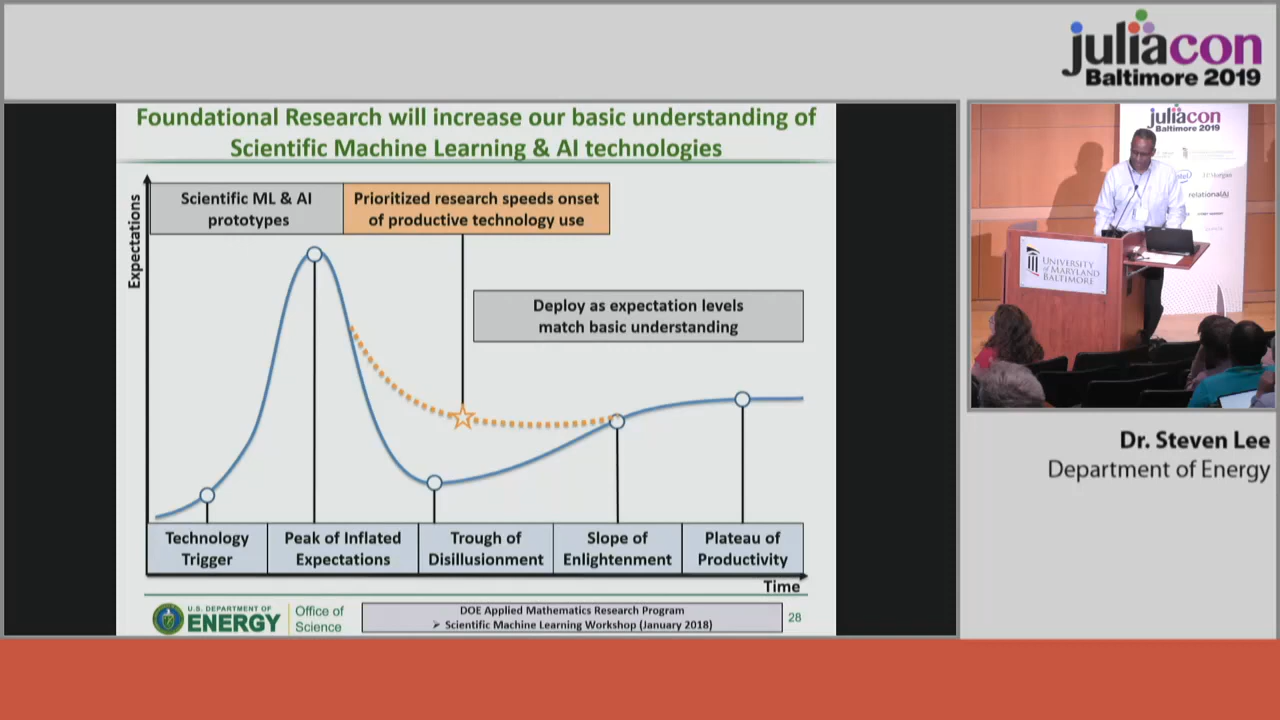 juliacon
Baltimore 2019
Foundational Research will increase our basic understanding of
Scientific Machine Learning & AI technologies
Expectations
Scientific ML & AI
prototypes
Prioritized research speeds onset
of productive technology use
Deploy as expectation levels
match basic understanding
Technology
Trigger
Peak of Inflated
Expectations
Trough of
Disillusionment
Slope of
Enlightenment
Plateau of
Productivity
Time
U.S. DEPARTMENT OF
ENERGY
Office of
Science
DOE Applied Mathematics Research Program
➢ Scientific Machine Learning Workshop (January 2018)
28
juliacon
Baltimore 2019
intel
relationalAI
UNIVERSITY
of MARYLAND
BALTIMORE
Dr. Steven Lee
Department of Energy